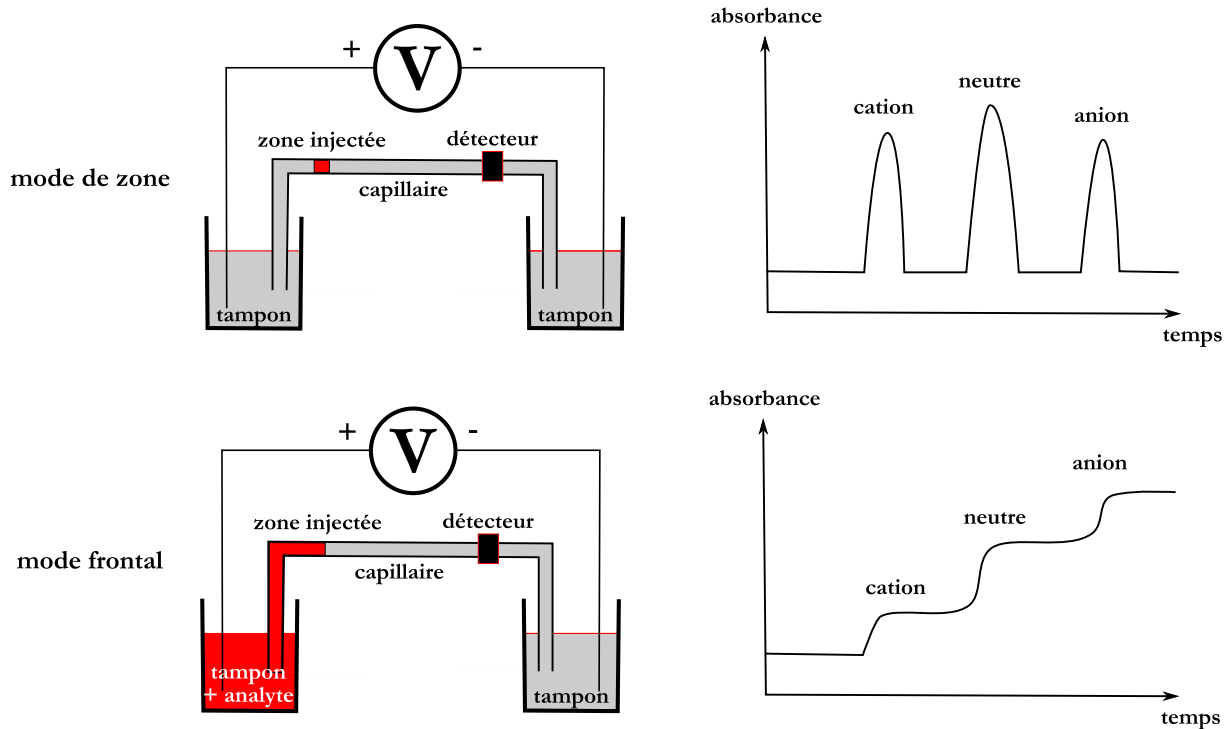 absorbance
+ V -
neutre
cation
anion
zone injectée
détecteur
mode de zone
capillaire
tampon
tampon
temps
absorbance
+ V -
anion
zone injectée
détecteur
neutre
mode frontal
capillaire
cation
tampon
+ analyte
tampon
temps